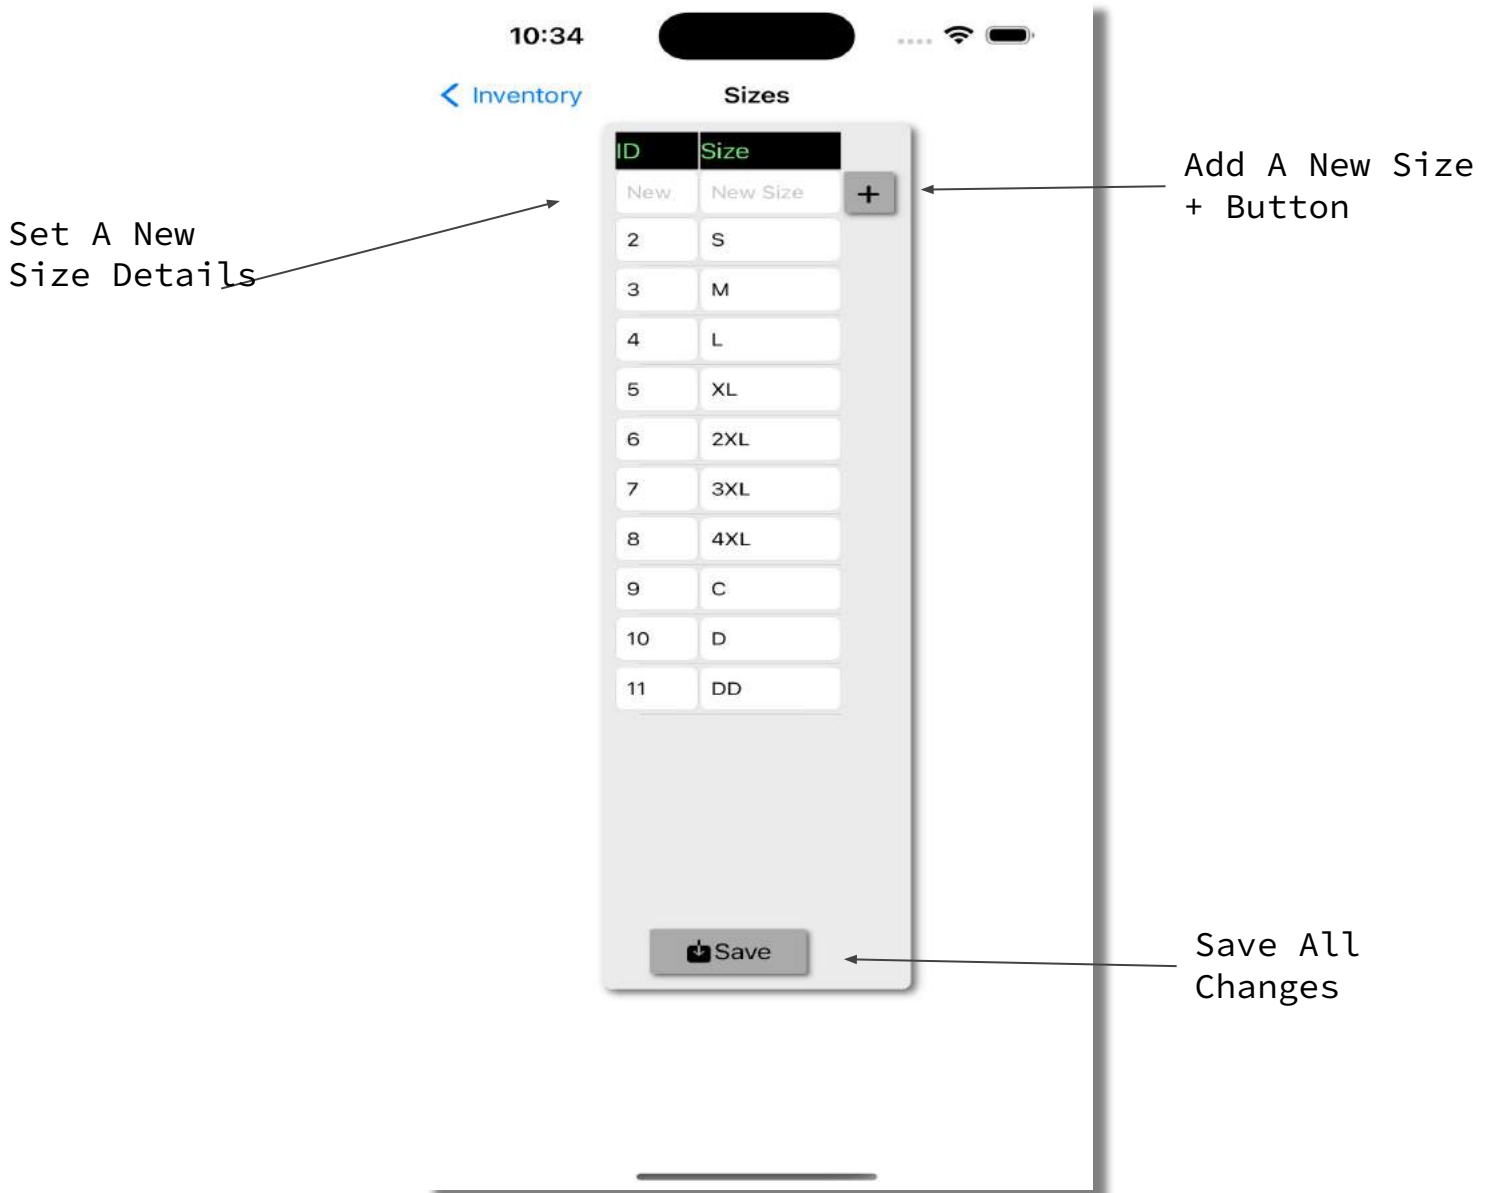 10:34
Inventory
Sizes
ID Size
New New Size +
Add A New Size
+ Button
Set A New
Size Details
2 S
3 M
4 L
5 XL
6 2XL
7 3XL
8 4XL
9 C
10 D
11 DD
Save
Save All
Changes